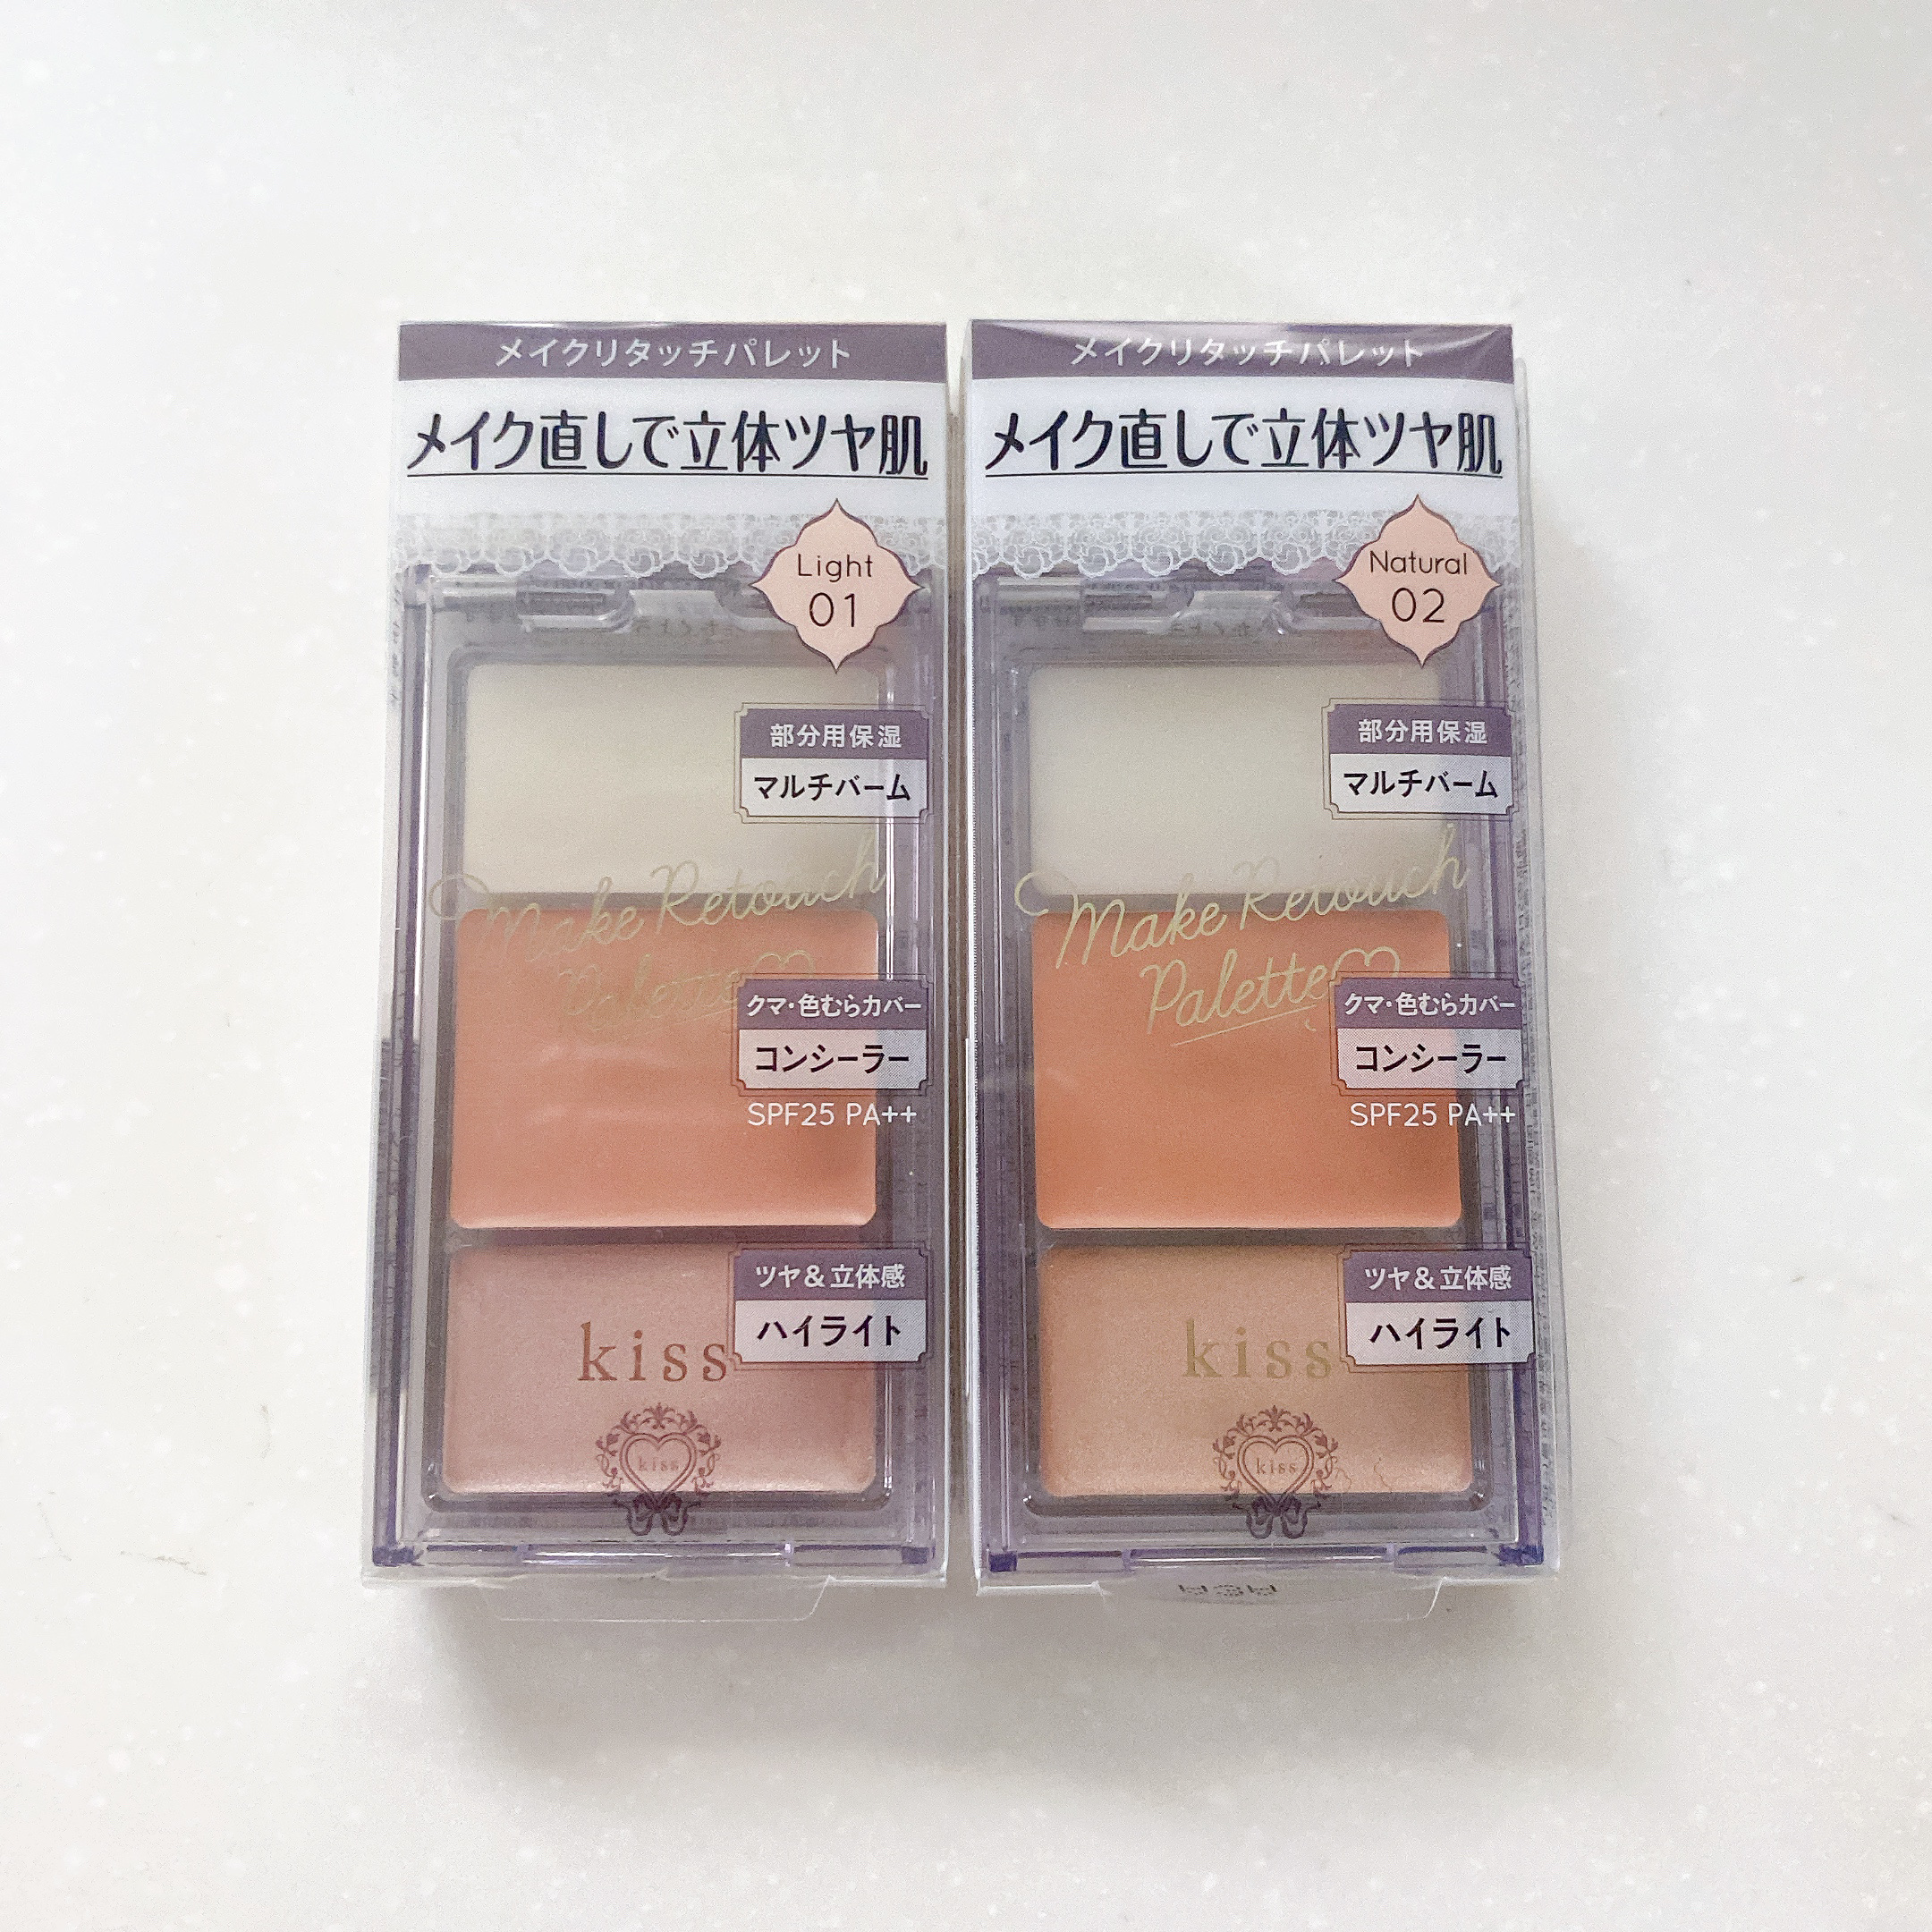 メイクリタッチパレット
メイク直しで立体ツヤ肌
Light
01
部分用保湿
マルチバーム
Make Retouch
Palette
クマ・色むらカバー
コンシーラー
SPF25 PA++
ツヤ&立体感
ハイライト
kiss
kiss
メイクリタッチパレット
メイク直しで立体ツヤ肌
Natural
02
部分用保湿
マルチバーム
Make Retouch
Palette
クマ・色むらカバー
コンシーラー
SPF25 PA++
ツヤ&立体感
ハイライト
kiss
kiss